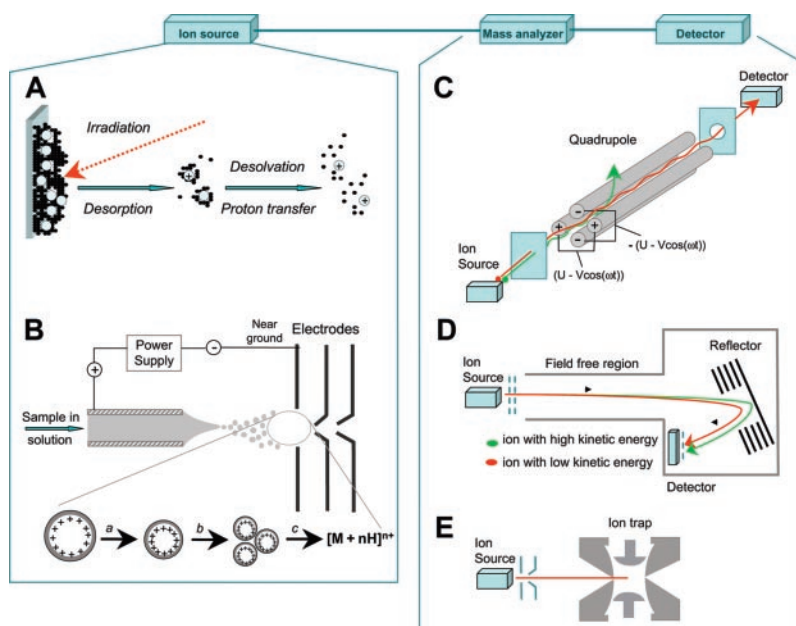 Ion source
Mass analyzer
Detector
A
Irradiation
Desorption
Desolvation
Proton transfer
+
+
+
B
Power
Supply
+
-
Near
ground
Electrodes
Sample in
solution
a
b
c
[M + nH]n+
C
Detector
Quadrupole
-
+
+
-
- (U - Vcos(ωt))
(U - Vcos(ωt))
Ion
Source
D
Ion
Source
Field free region
Reflector
ion with high kinetic energy
ion with low kinetic energy
Detector
E
Ion
Source
Ion trap